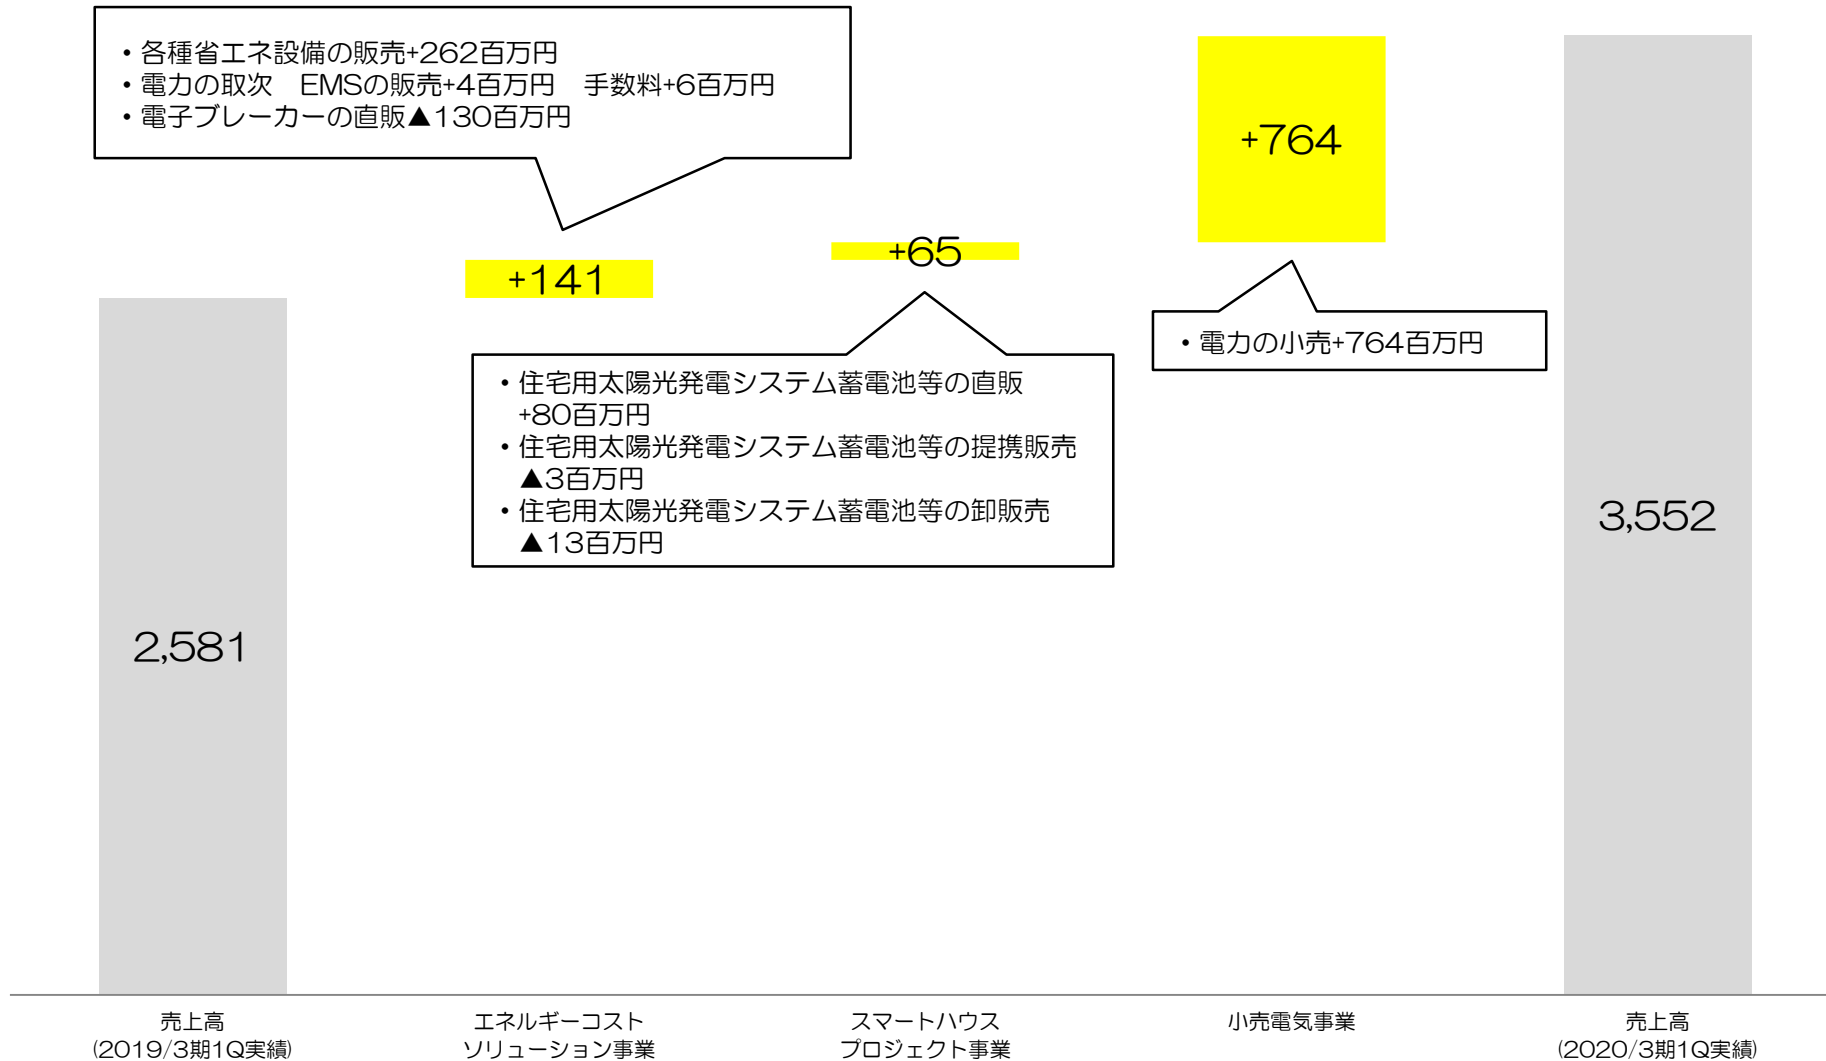 ・各種省エネ設備の販売+262百万円
・電力の取次　EMSの販売+4百万円　手数料+6百万円
・電子ブレーカーの直販▲130百万円
+764
+141
+65
・電力の小売+764百万円
・住宅用太陽光発電システム蓄電池等の直販
+80百万円
・住宅用太陽光発電システム蓄電池等の提携販売
▲3百万円
・住宅用太陽光発電システム蓄電池等の卸販売
▲13百万円
2,581
3,552
売上高
(2019/3期1Q実績)
エネルギーコスト
ソリューション事業
スマートハウス
プロジェクト事業
小売電気事業
売上高
(2020/3期1Q実績)